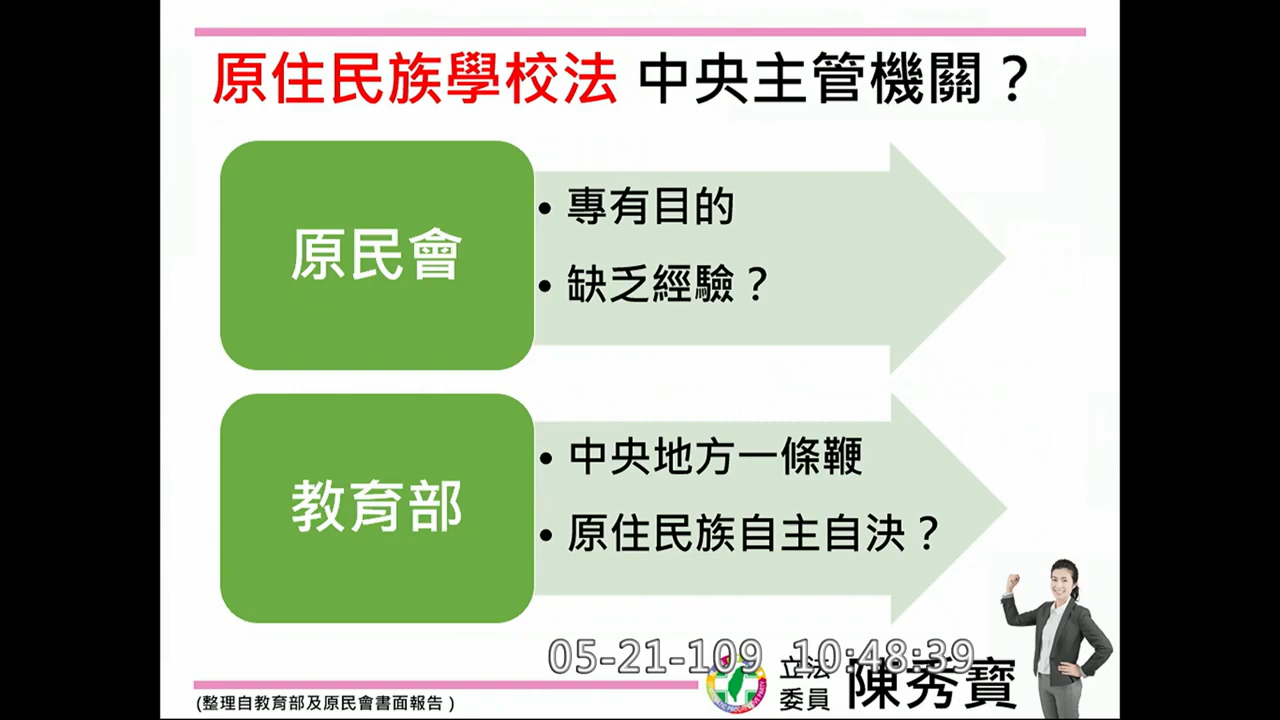 原住民族學校法 中央主管機關？
原民會
• 專有目的
• 缺乏經驗？
教育部
• 中央地方一條鞭
• 原住民族自主自決？
05-21-109 10:48:39
立法
委員 陳秀寳
(整理自教育部及原民會書面報告 )